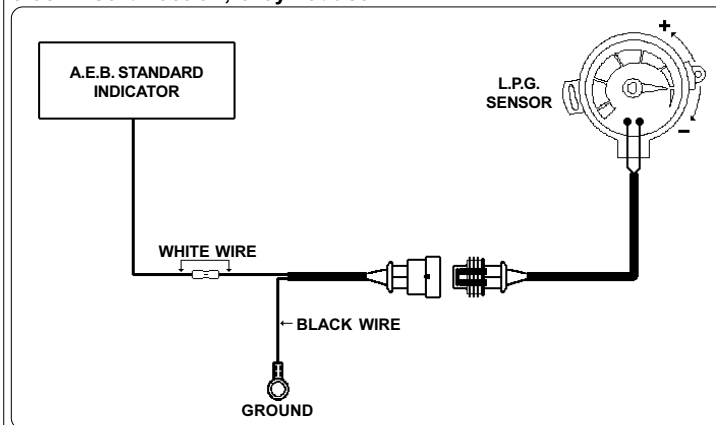 A.E.B. STANDARD
INDICATOR
L.P.G.
SENSOR
+
−
WHITE WIRE
← BLACK WIRE
GROUND